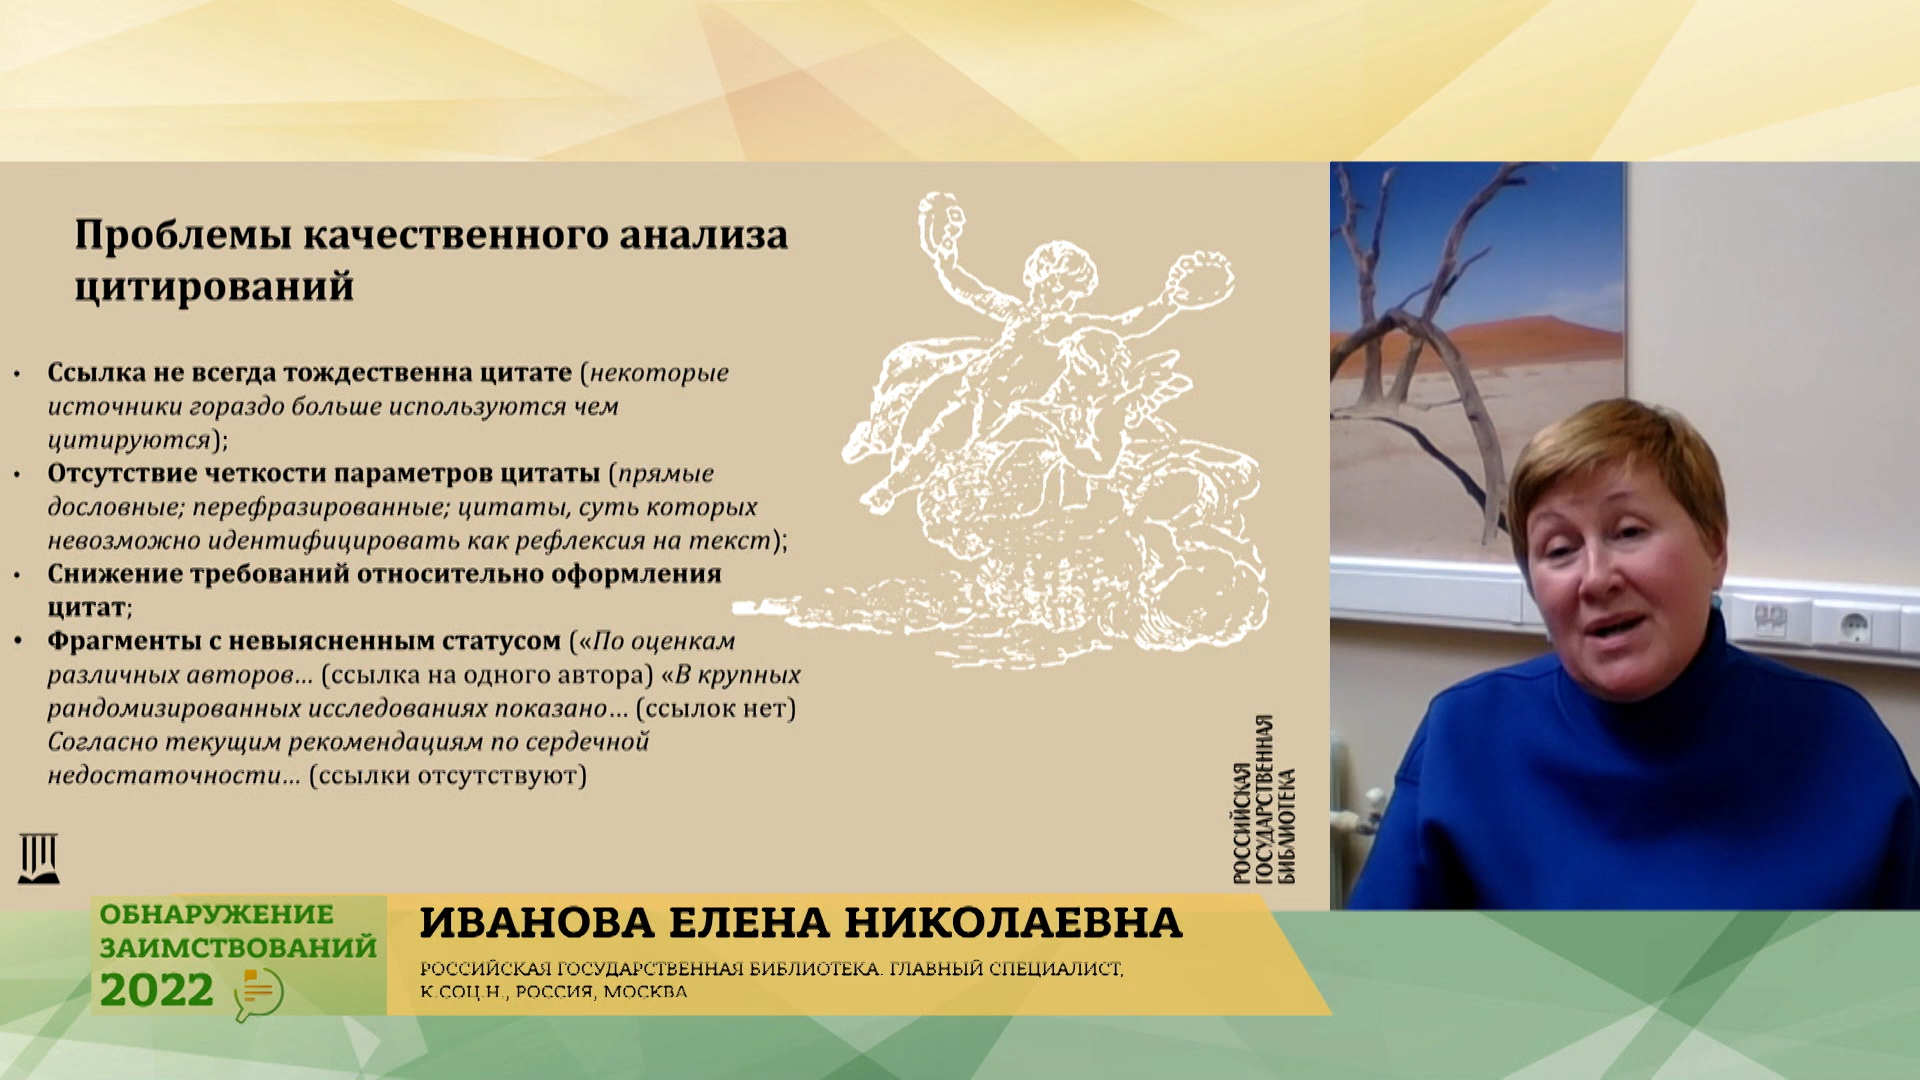 Проблемы качественного анализа
цитирований
• Ссылка не всегда тождественна цитате (некоторые
источники гораздо больше используются чем
цитируются);
• Отсутствие четкости параметров цитаты (прямые
дословные; перефразированные; цитаты, суть которых
невозможно идентифицировать как рефлексия на текст);
• Снижение требований относительно оформления
цитат;
• Фрагменты с невыясненным статусом («По оценкам
различных авторов... (ссылка на одного автора) «В крупных
рандомизированных исследованиях показано... (ссылок нет)
Согласно текущим рекомендациям по сердечной
недостаточности... (ссылки отсутствуют)
РОССИЙСКАЯ
ГОСУДАРСТВЕННАЯ
БИБЛИОТЕКА
ОБНАРУЖЕНИЕ
ЗАИМСТВОВАНИЙ
2022
ИВАНОВА ЕЛЕНА НИКОЛАЕВНА
РОССИЙСКАЯ ГОСУДАРСТВЕННАЯ БИБЛИОТЕКА. ГЛАВНЫЙ СПЕЦИАЛИСТ,
К.СОЦ.Н., РОССИЯ, МОСКВА